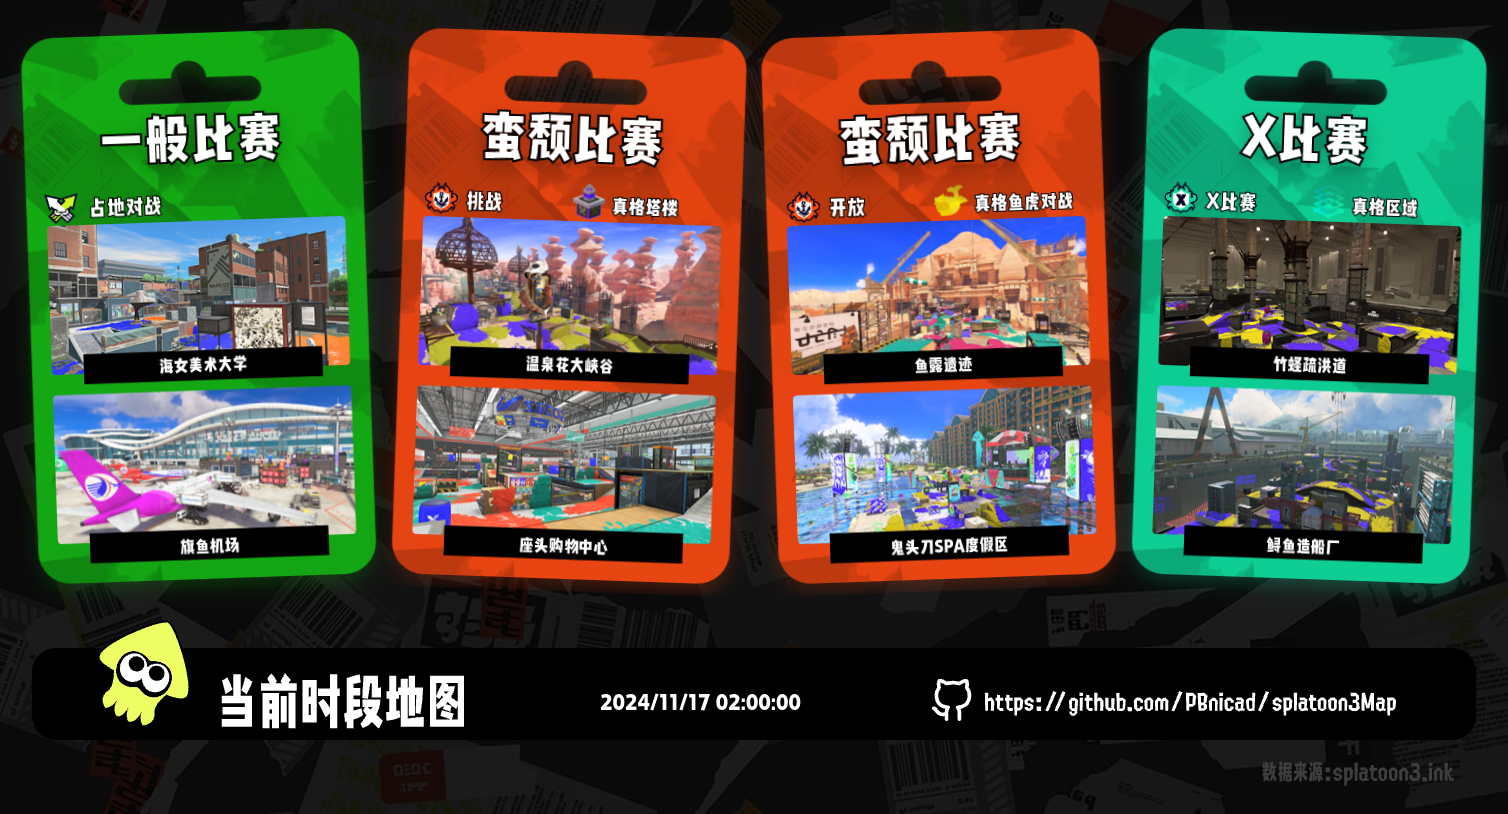 一般比赛
占地对战
海女美术大学
旗鱼机场
蛮颓比赛
挑战
真格塔楼
温泉花大峡谷
座头购物中心
蛮颓比赛
开放
真格鱼虎对战
鱼露遗迹
鬼头刀SPA度假区
X比赛
X比赛
真格区域
竹蛏疏洪道
鲟鱼造船厂
当前时段地图
2024/11/17 02:00:00
https://github.com/PBnicad/splatoon3Map
数据来源:splatoon3.ink